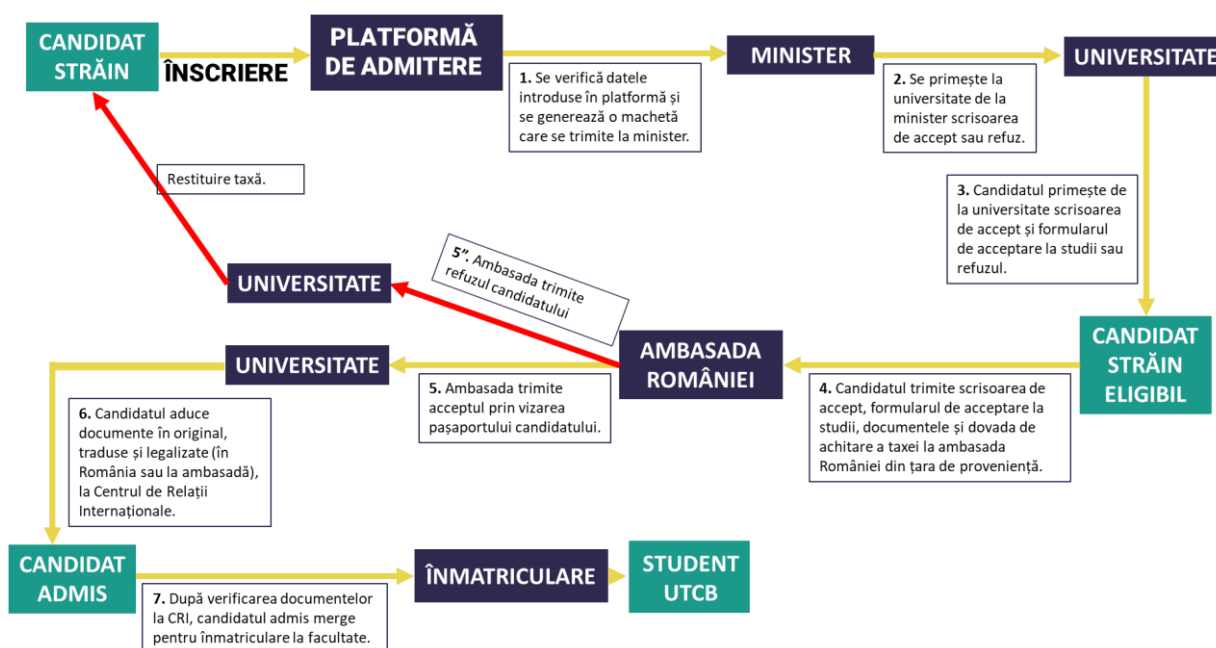 CANDIDAT
STRĂIN
ÎNSCRIERE
PLATFORMĂ
DE ADMITERE
1. Se verifică datele
introduse în platformă și
se generează o machetă
care se trimite la minister.
MINISTER
2. Se primește la
universitate de la
minister scrisoarea
de accept sau refuz.
UNIVERSITATE
3. Candidatul primește de
la universitate scrisoarea
de accept și formularul
de acceptare la studii sau
refuzul.
CANDIDAT
STRĂIN
ELIGIBIL
4. Candidatul trimite scrisoarea de
accept, formularul de acceptare la
studii, documentele și dovada de
achitare a taxei la ambasada
României din țara de proveniență.
AMBASADA
ROMÂNIEI
5”. Ambasada trimite
refuzul candidatului
UNIVERSITATE
Restituire taxă.
5. Ambasada trimite
acceptul prin vizarea
pașaportului candidatului.
UNIVERSITATE
6. Candidatul aduce
documente în original,
traduse și legalizate (în
România sau la ambasadă),
la Centrul de Relații
Internaționale.
CANDIDAT
ADMIS
7. După verificarea documentelor
la CRI, candidatul admis merge
pentru înmatriculare la facultate.
ÎNMATRICULARE
STUDENT
UTCB